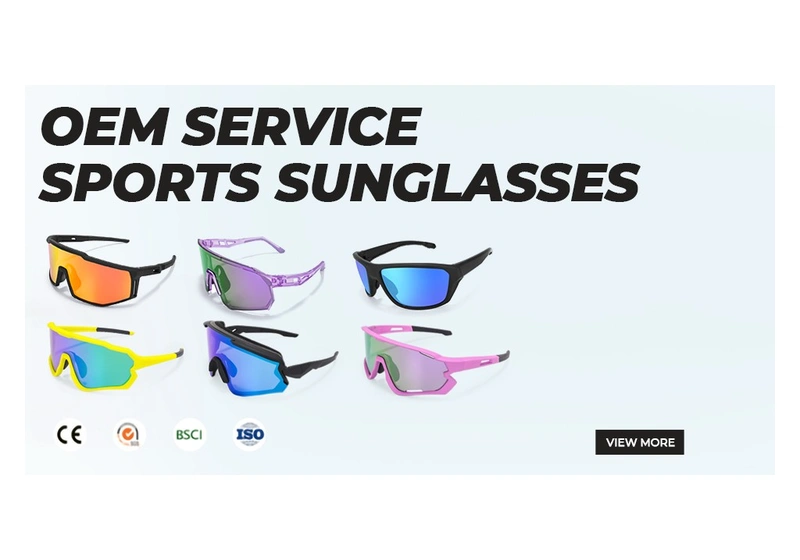 OEM SERVICE
SPORTS SUNGLASSES
CE
BSCI
ISO
VIEW MORE